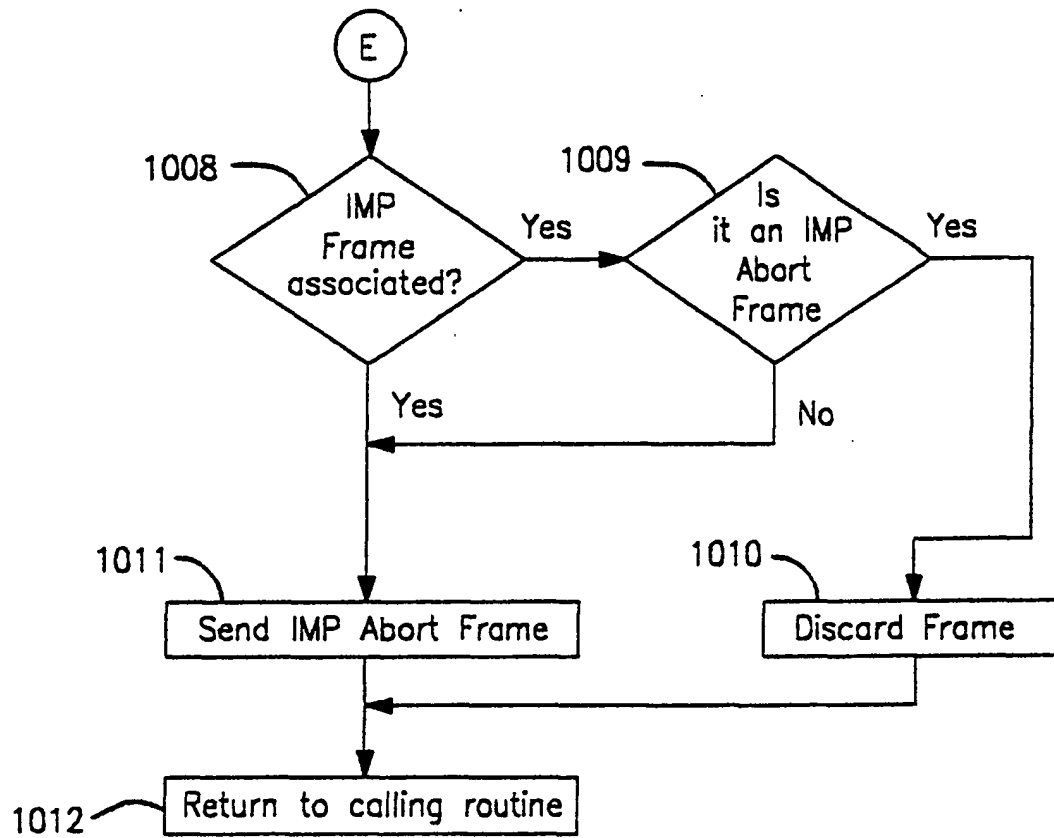 E
1008
IMP
Frame
associated?
Yes
1009
Is
it an IMP
Abort
Frame
Yes
Yes
No
1011
Send IMP Abort Frame
1010
Discard Frame
1012
Return to calling routine